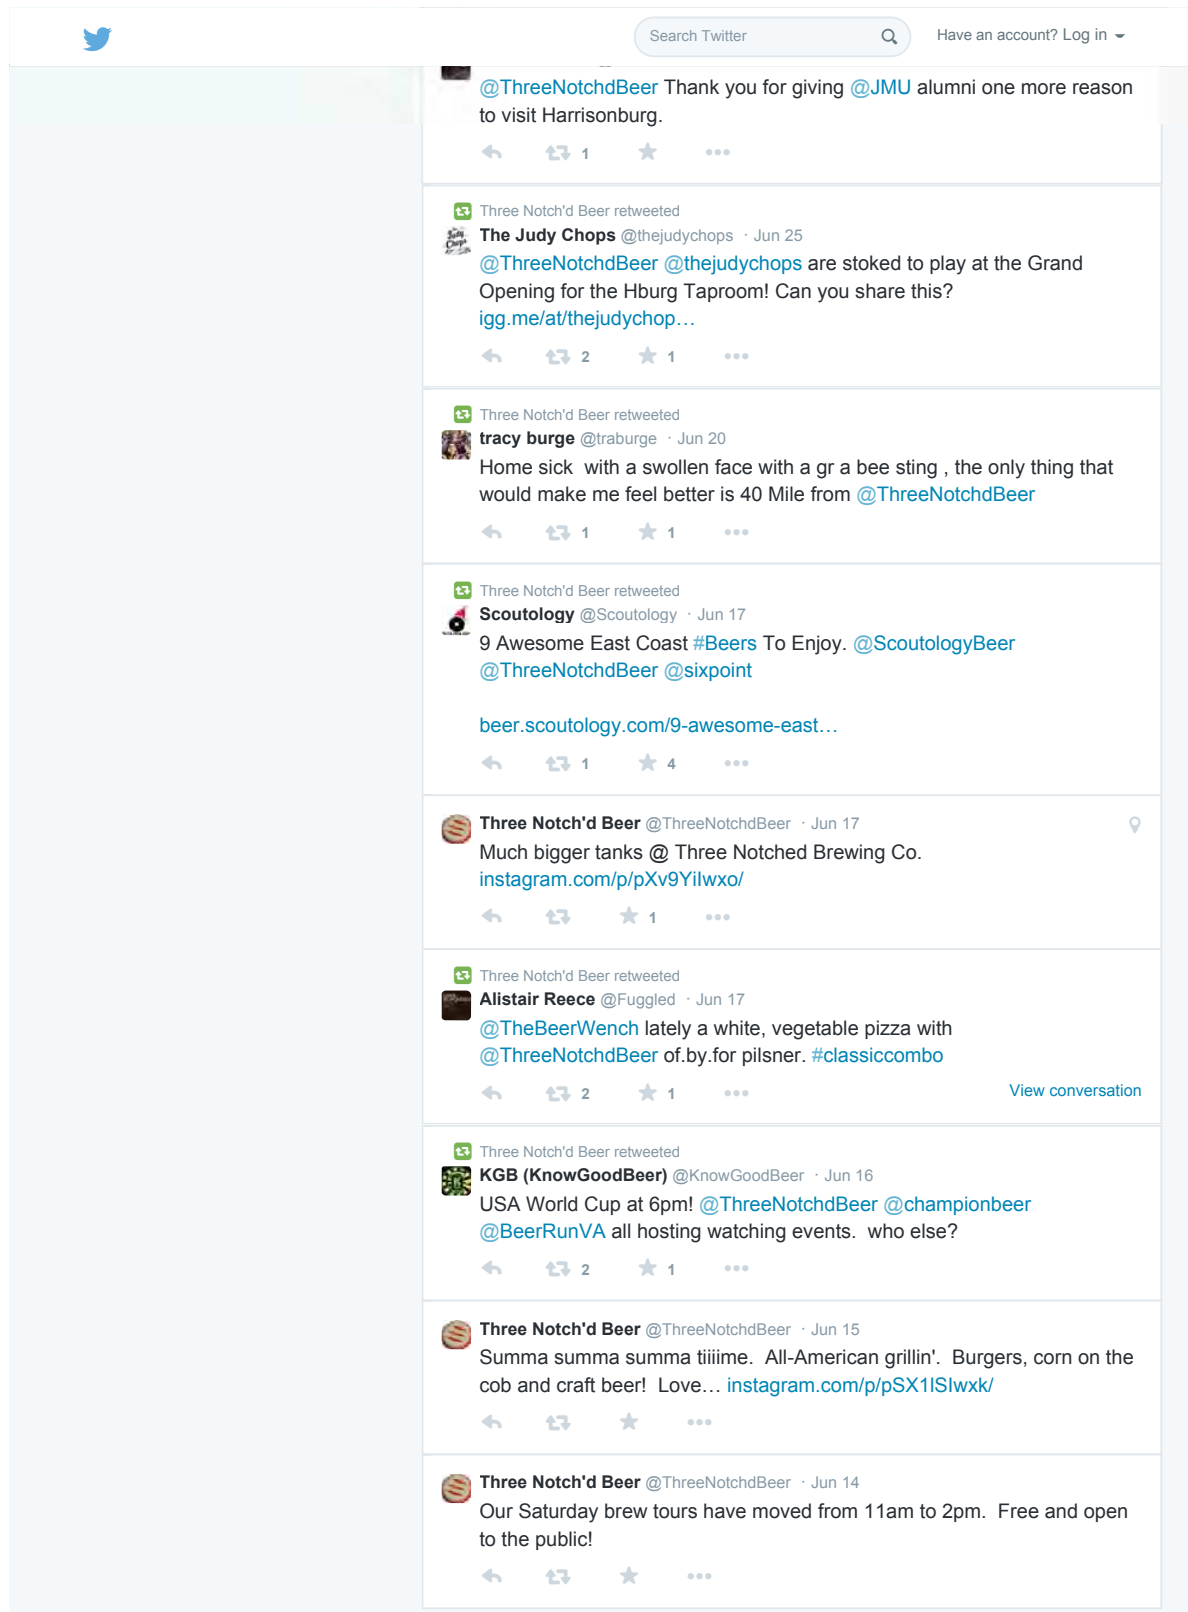 Search Twitter
Have an account? Log in
@ThreeNotchdBeer Thank you for giving @JMU alumni one more reason
to visit Harrisonburg.
1
Three Notch'd Beer retweeted
The Judy Chops @thejudychops · Jun 25
@ThreeNotchdBeer @thejudychops are stoked to play at the Grand
Opening for the Hburg Taproom! Can you share this?
igg.me/at/thejudychop…
2 1
Three Notch'd Beer retweeted
tracy burge @traburge · Jun 20
Home sick with a swollen face with a gr a bee sting , the only thing that
would make me feel better is 40 Mile from @ThreeNotchdBeer
1 1
Three Notch'd Beer retweeted
Scoutology @Scoutology · Jun 17
9 Awesome East Coast #Beers To Enjoy. @ScoutologyBeer
@ThreeNotchdBeer @sixpoint
beer.scoutology.com/9-awesome-east…
1 4
Three Notch'd Beer @ThreeNotchdBeer · Jun 17
Much bigger tanks @ Three Notched Brewing Co.
instagram.com/p/pXv9YiIwxo/
1
Three Notch'd Beer retweeted
Alistair Reece @Fuggled · Jun 17
@TheBeerWench lately a white, vegetable pizza with
@ThreeNotchdBeer of.by.for pilsner. #classiccombo
2 1 View conversation
Three Notch'd Beer retweeted
KGB (KnowGoodBeer) @KnowGoodBeer · Jun 16
USA World Cup at 6pm! @ThreeNotchdBeer @championbeer
@BeerRunVA all hosting watching events. who else?
2 1
Three Notch'd Beer @ThreeNotchdBeer · Jun 15
Summa summa summa tiiiime. All-American grillin'. Burgers, corn on the
cob and craft beer! Love… instagram.com/p/pSX1lSIwxk/
Three Notch'd Beer @ThreeNotchdBeer · Jun 14
Our Saturday brew tours have moved from 11am to 2pm. Free and open
to the public!